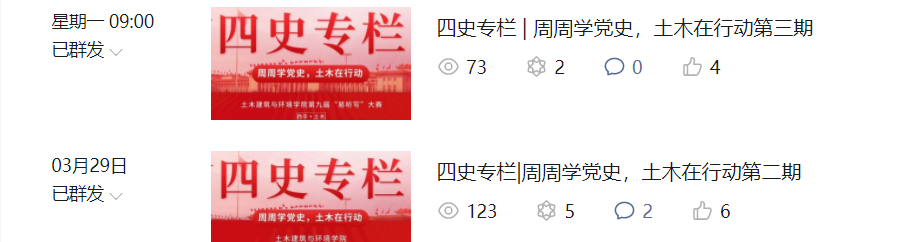 星期一 09:00
已群发
四史专栏
周周学党史，土木在行动
土木建筑与环境学院第九届“易听写”大赛
四史专栏 | 周周学党史，土木在行动第三期
73 2 0 4
03月29日
已群发
四史专栏
周周学党史，土木在行动
土木建筑与环境学院
四史专栏|周周学党史，土木在行动第二期
123 5 2 6